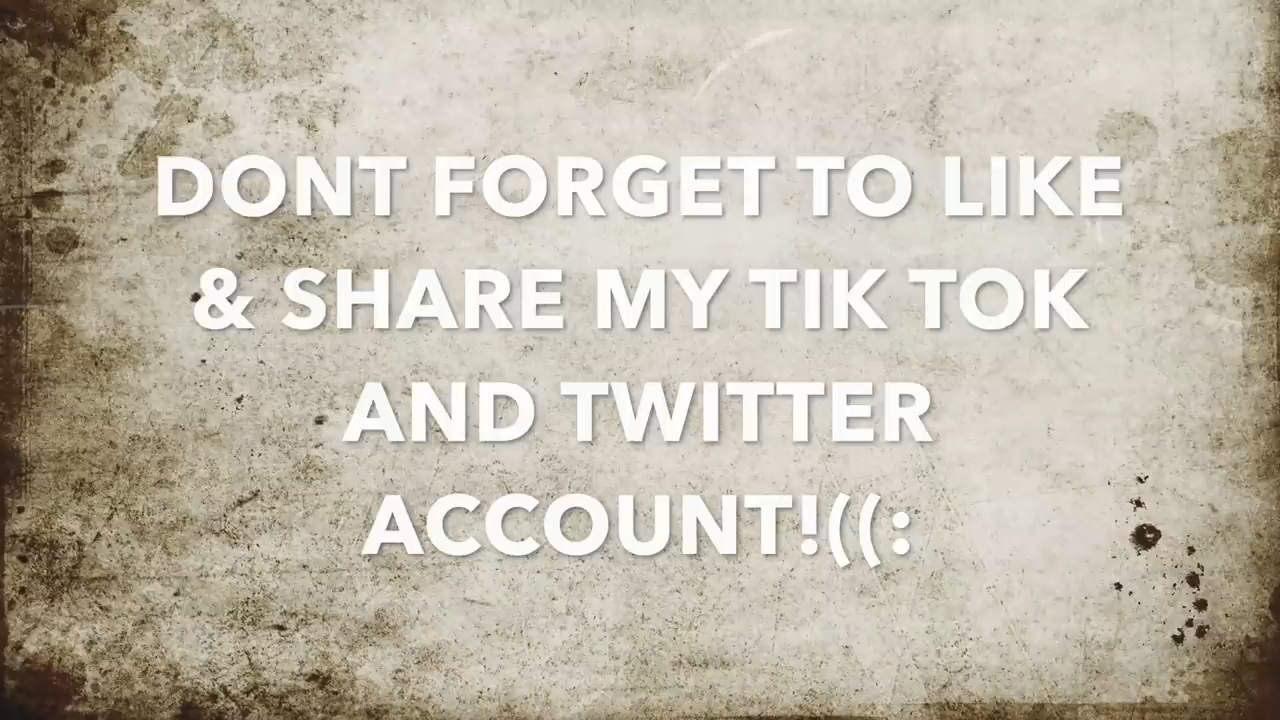 DONT FORGET TO LIKE
& SHARE MY TIK TOK
AND TWITTER
ACCOUNT!((: